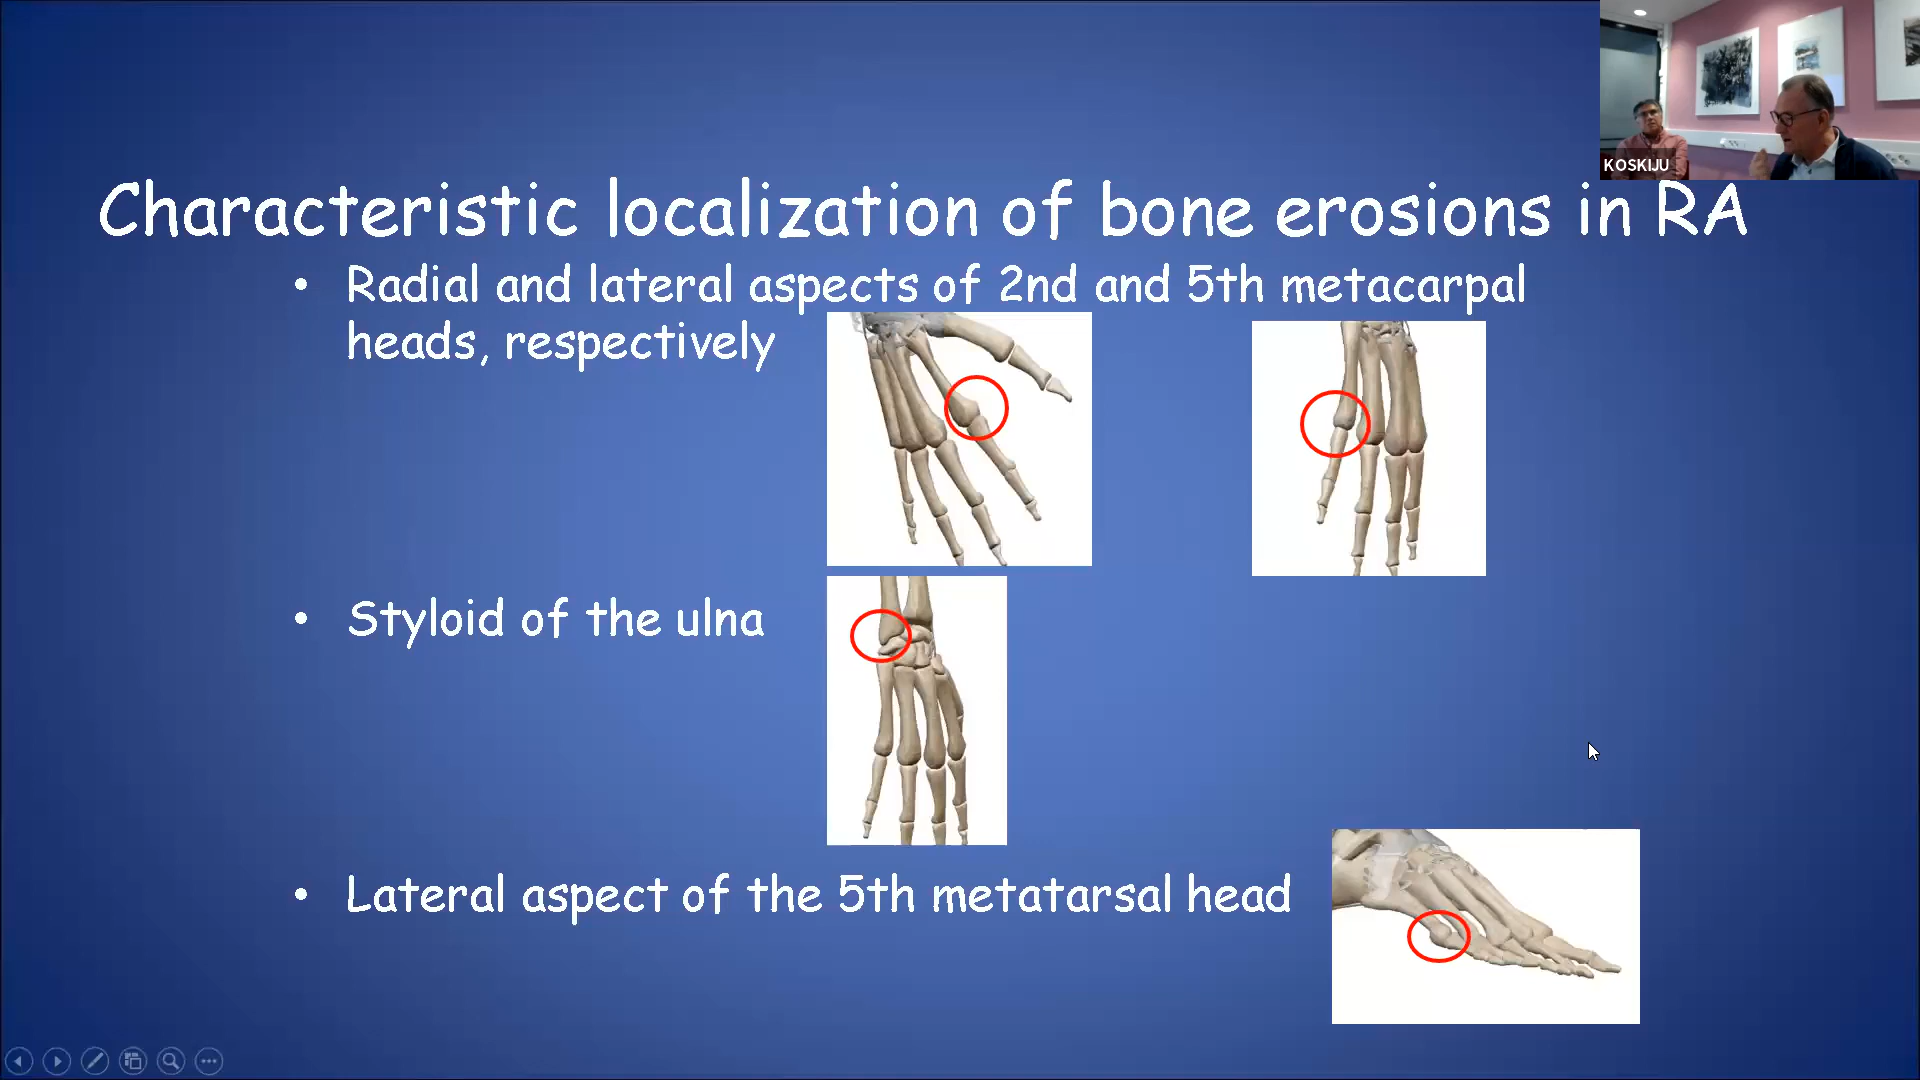 KOSKIJU
Characteristic localization of bone erosions in RA
• Radial and lateral aspects of 2nd and 5th metacarpal
heads, respectively
• Styloid of the ulna
• Lateral aspect of the 5th metatarsal head